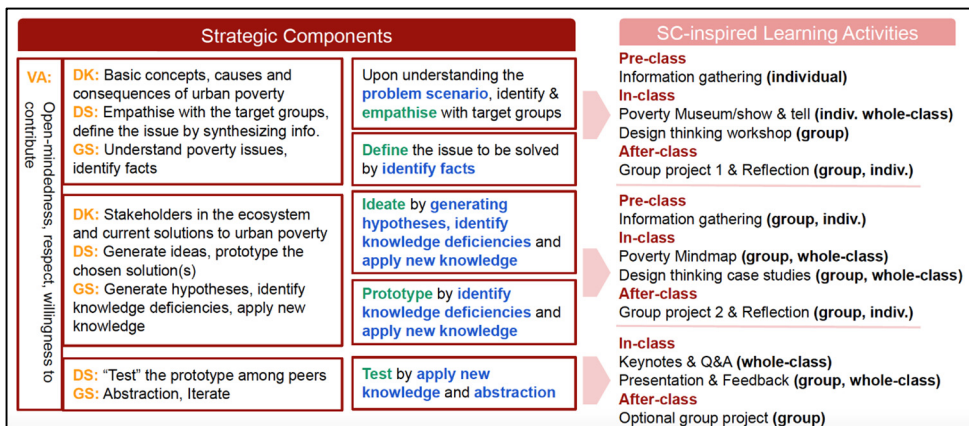 Strategic Components
VA:
Open-mindedness, respect, willingness to
contribute
DK: Basic concepts, causes and
consequences of urban poverty
DS: Empathise with the target groups,
define the issue by synthesizing info.
GS: Understand poverty issues,
identify facts
Upon understanding the
problem scenario, identify &
empathise with target groups
Define the issue to be solved
by identify facts
DK: Stakeholders in the ecosystem
and current solutions to urban poverty
DS: Generate ideas, prototype the
chosen solution(s)
GS: Generate hypotheses, identify
knowledge deficiencies, apply new
knowledge
Ideate by generating
hypotheses, identify
knowledge deficiencies and
apply new knowledge
Prototype by identify
knowledge deficiencies and
apply new knowledge
DS: “Test” the prototype among peers
GS: Abstraction, Iterate
Test by apply new
knowledge and abstraction
SC-inspired Learning Activities
Pre-class
Information gathering (individual)
In-class
Poverty Museum/show & tell (indiv. whole-class)
Design thinking workshop (group)
After-class
Group project 1 & Reflection (group, indiv.)
Pre-class
Information gathering (group, indiv.)
In-class
Poverty Mindmap (group, whole-class)
Design thinking case studies (group, whole-class)
After-class
Group project 2 & Reflection (group, indiv.)
In-class
Keynotes & Q&A (whole-class)
Presentation & Feedback (group, whole-class)
After-class
Optional group project (group)